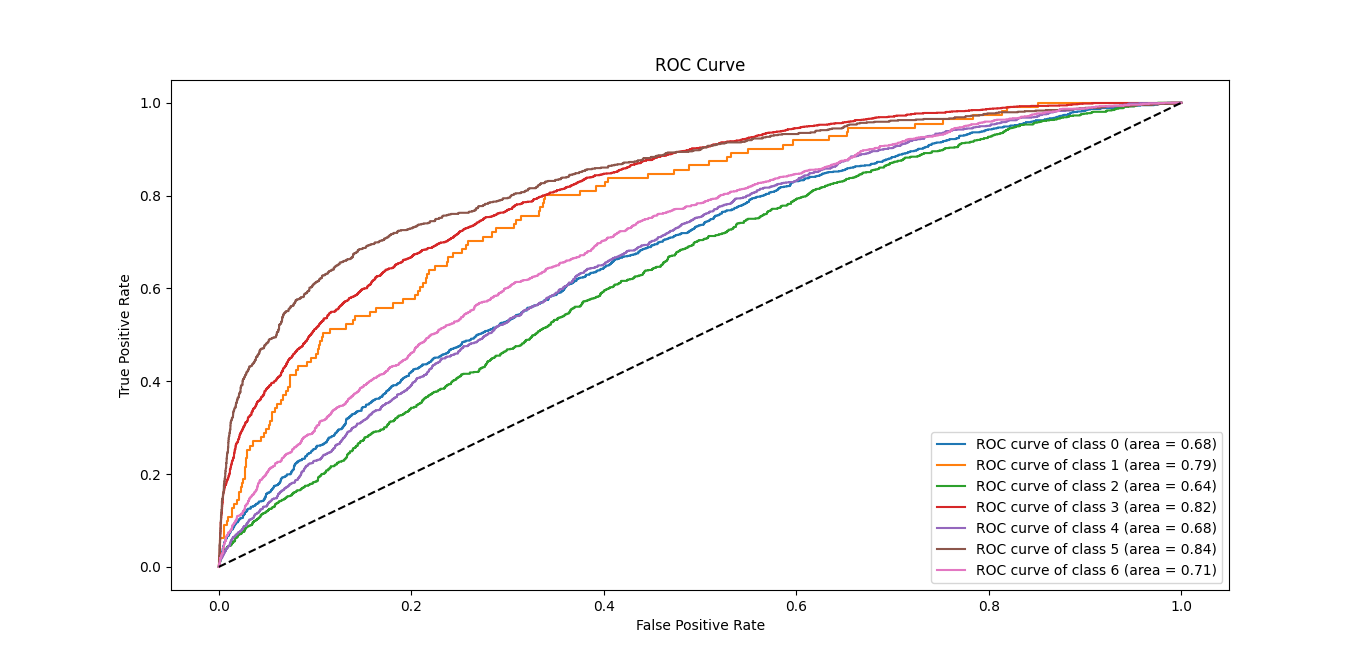 ROC Curve
1.0
0.8
0.6
0.4
0.2
0.0
True Positive Rate
0.0 0.2 0.4 0.6 0.8 1.0
False Positive Rate
ROC curve of class 0 (area = 0.68)
ROC curve of class 1 (area = 0.79)
ROC curve of class 2 (area = 0.64)
ROC curve of class 3 (area = 0.82)
ROC curve of class 4 (area = 0.68)
ROC curve of class 5 (area = 0.84)
ROC curve of class 6 (area = 0.71)